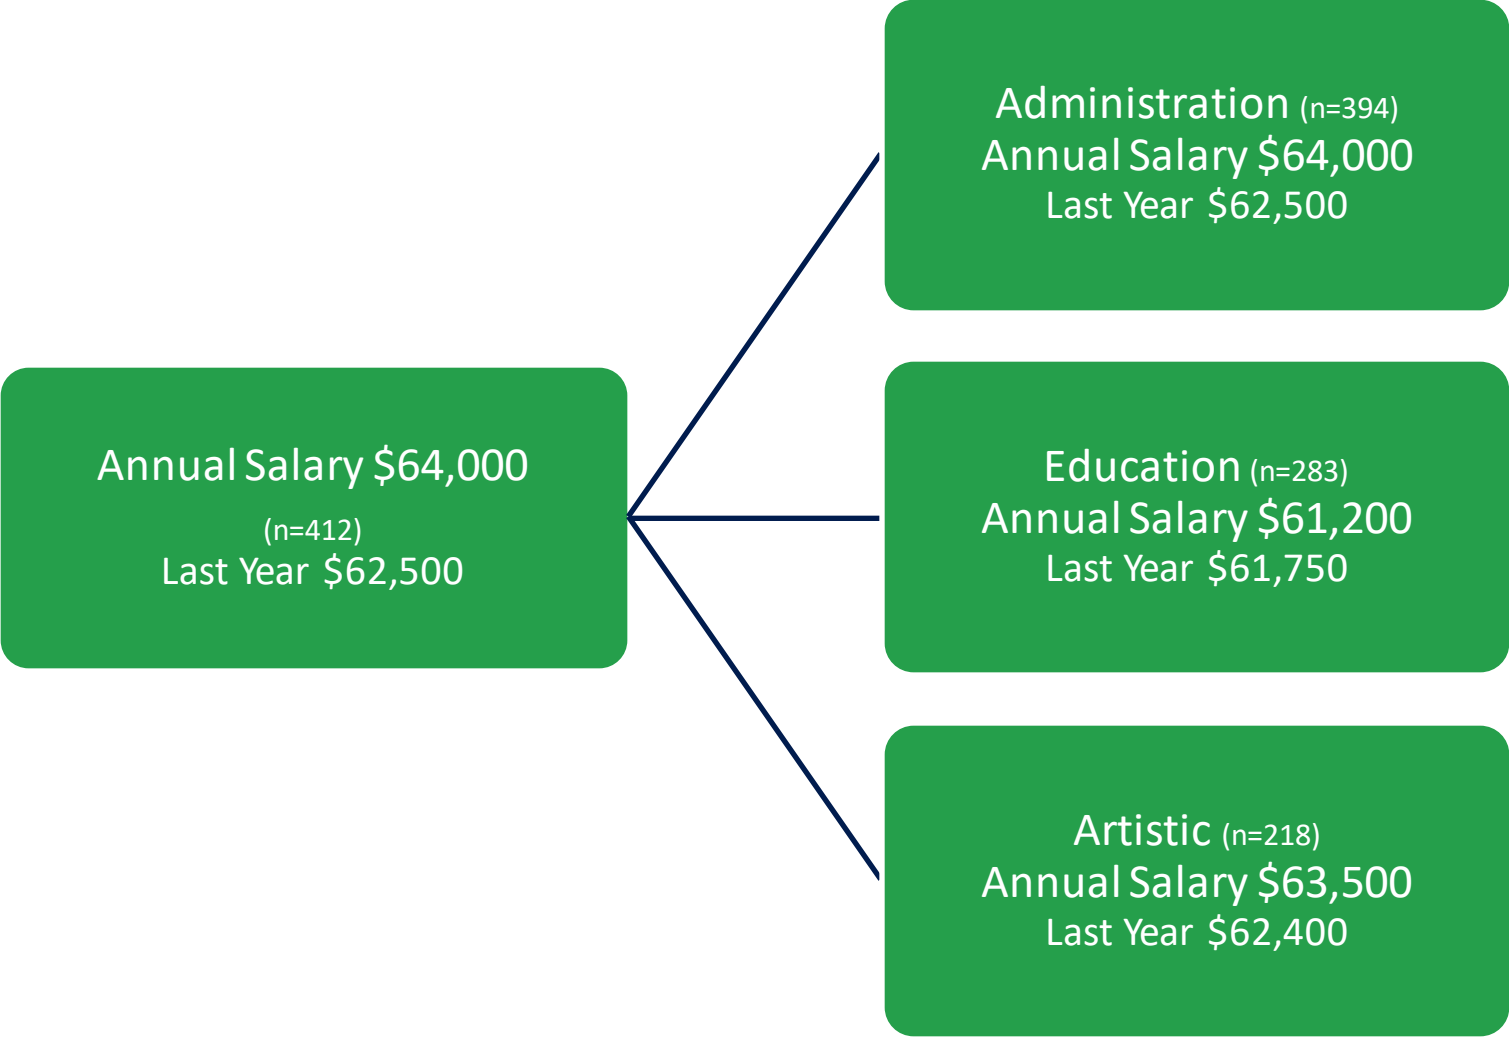 Administration (n=394)
Annual Salary $64,000
Last Year $62,500
Annual Salary $64,000
(n=412)
Last Year $62,500
Education (n=283)
Annual Salary $61,200
Last Year $61,750
Artistic (n=218)
Annual Salary $63,500
Last Year $62,400